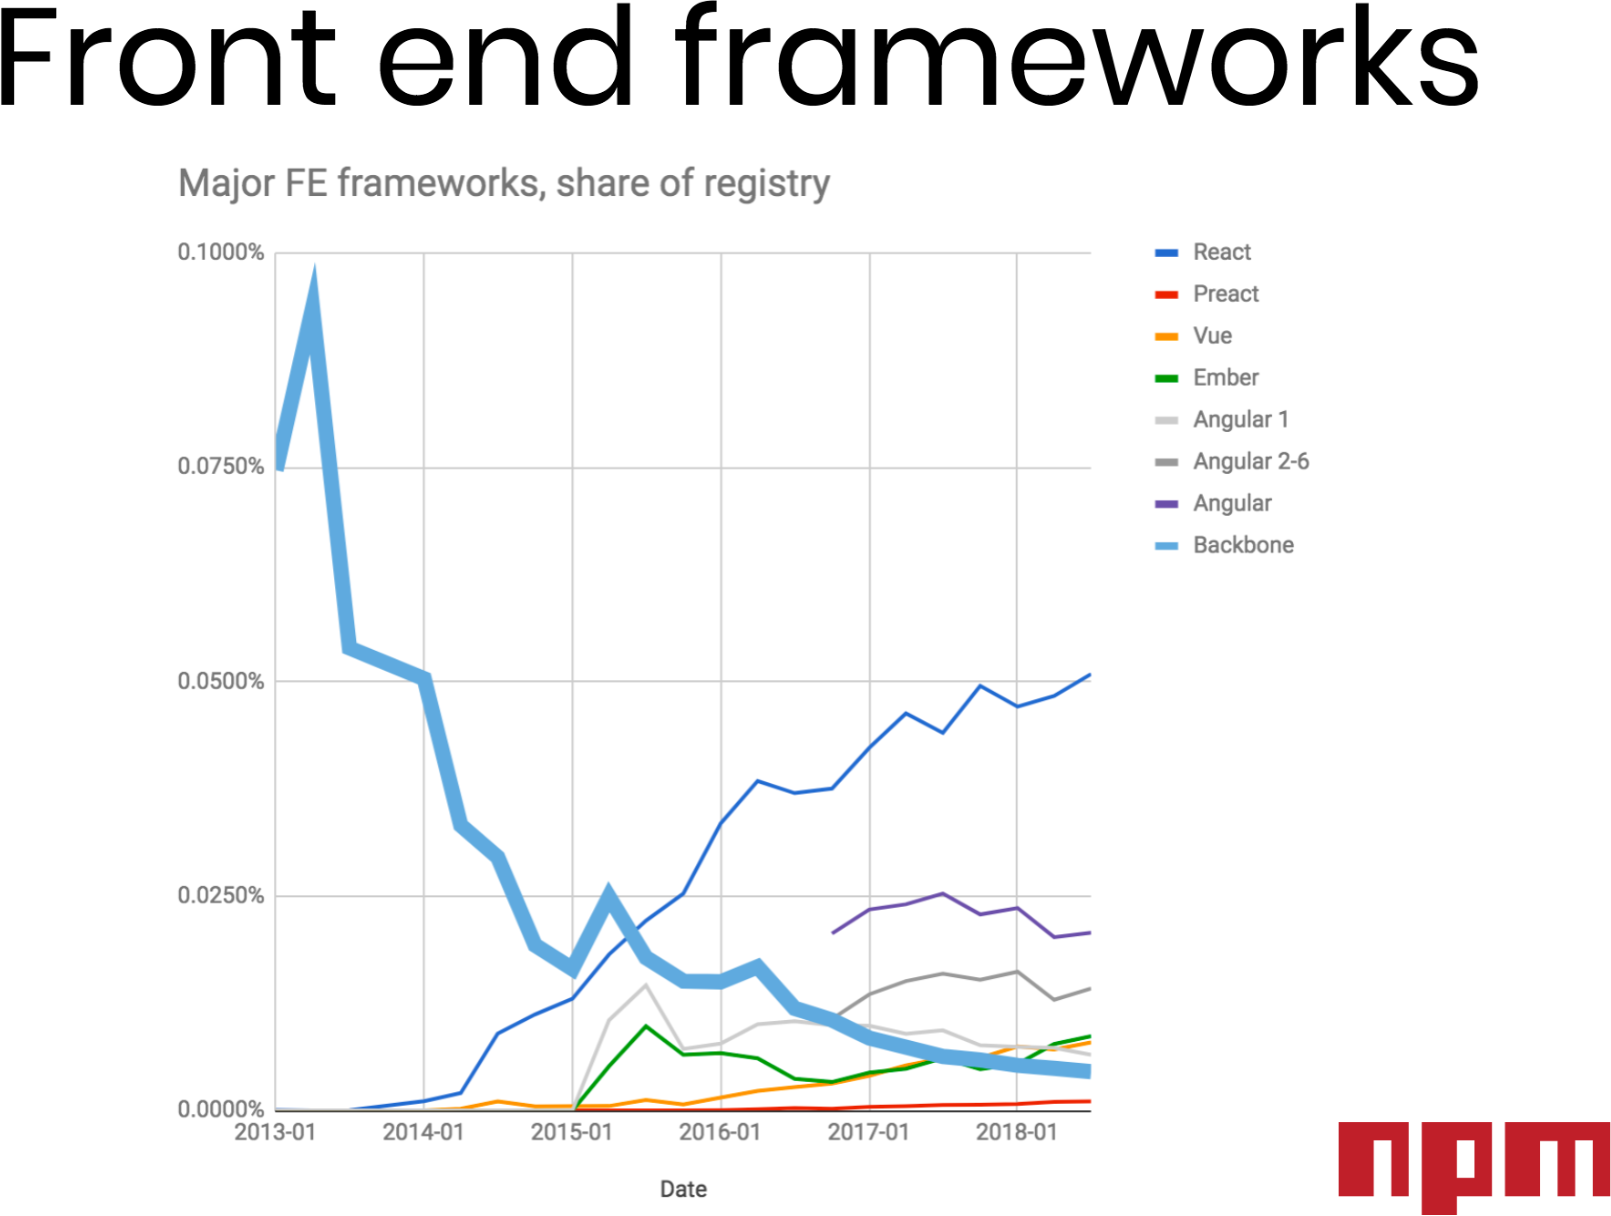 Front end frameworks
Major FE frameworks, share of registry
0.1000%
0.0750%
0.0500%
0.0250%
0.0000%
2013-01
2014-01
2015-01
2016-01
2017-01
2018-01
Date
React
Preact
Vue
Ember
Angular 1
Angular 2-6
Angular
Backbone
npm